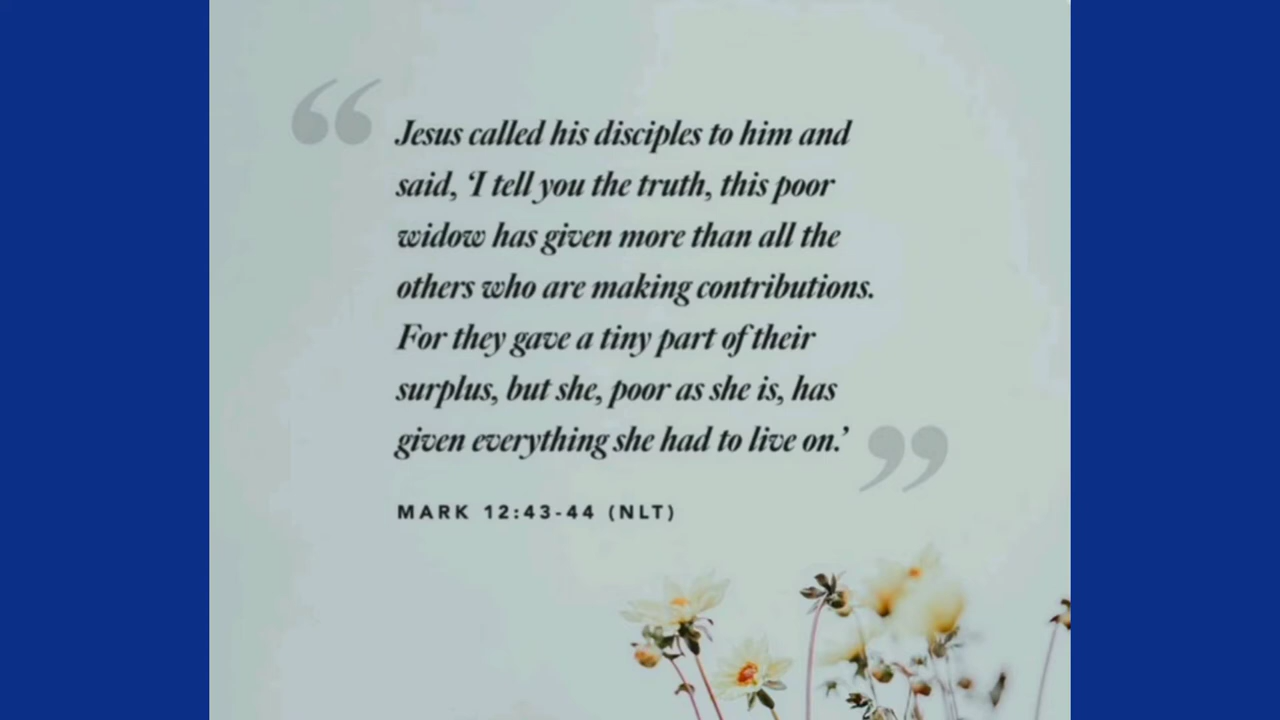 “
Jesus called his disciples to him and
said, ‘I tell you the truth, this poor
widow has given more than all the
others who are making contributions.
For they gave a tiny part of their
surplus, but she, poor as she is, has
given everything she had to live on.’
”
MARK 12:43-44 (NLT)